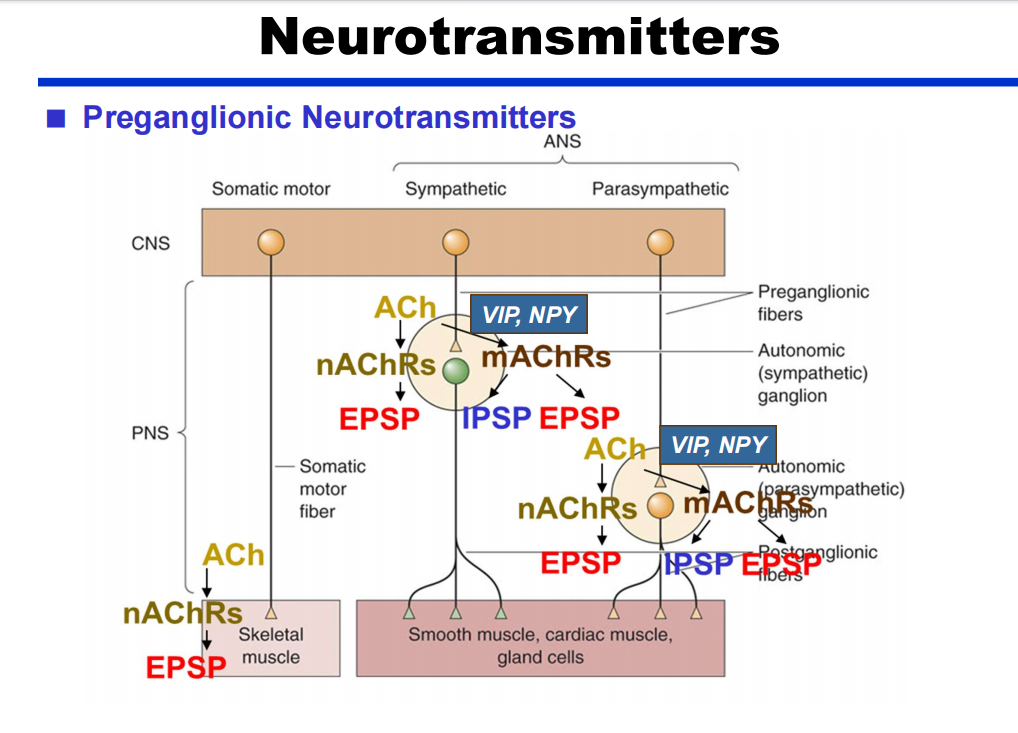 Neurotransmitters
■ Preganglionic Neurotransmitters
ANS
Somatic motor
Sympathetic
Parasympathetic
CNS
PNS
Preganglionic
fibers
Autonomic
(sympathetic)
ganglion
ACh
VIP, NPY
nAChRs
mAChRs
EPSP
IPSP
EPSP
ACh
VIP, NPY
Autonomic
(parasympathetic)
ganglion
nAChRs
mAChRs
EPSP
IPSP
EPSP
Postganglionic
fibers
Somatic
motor
fiber
ACh
nAChRs
EPSP
Skeletal
muscle
Smooth muscle, cardiac muscle,
gland cells